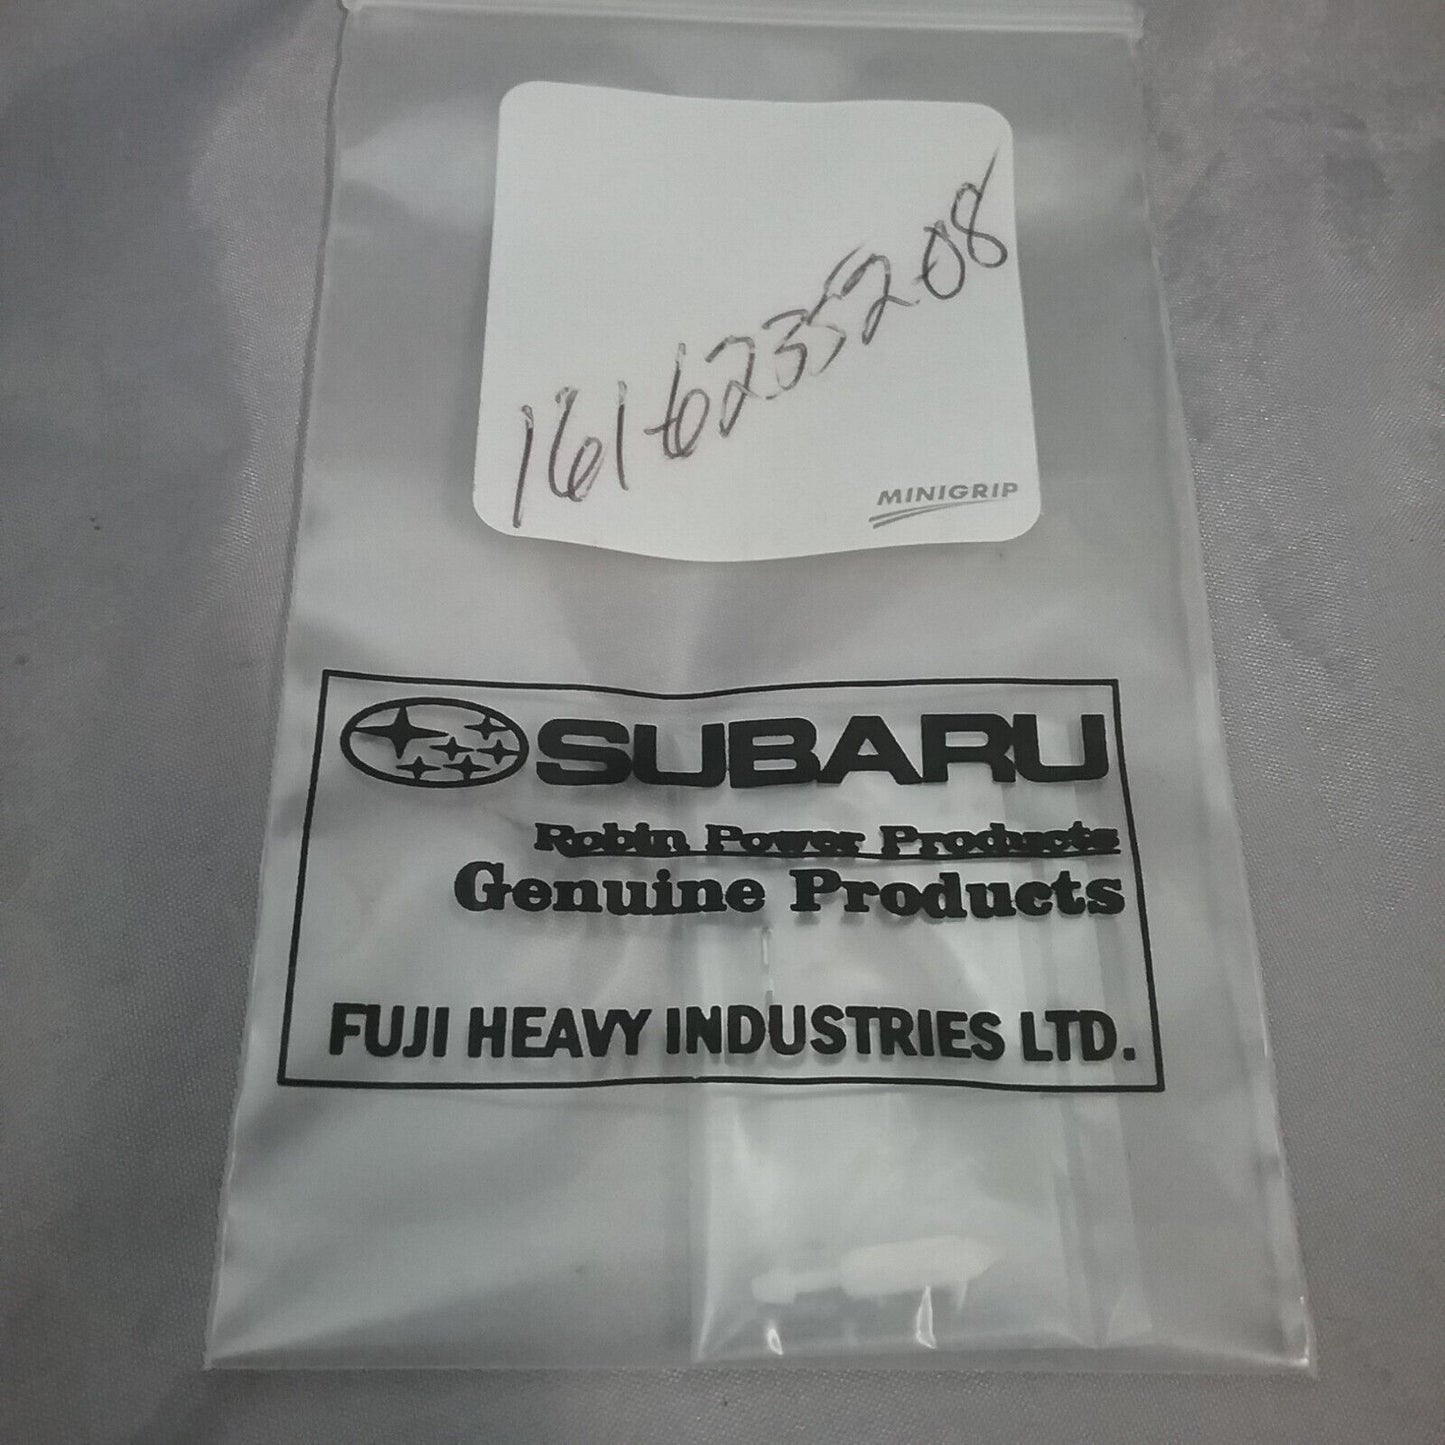 1616235208
MINIGRIP
SUBARU
Robin Power Products
Genuine Products
FUJI HEAVY INDUSTRIES LTD.